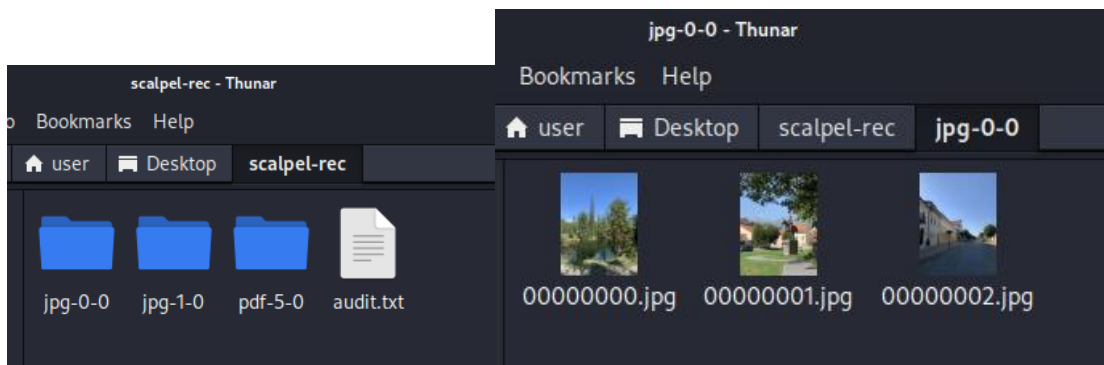 scalpel-rec - Thunar
Bookmarks Help
user Desktop scalpel-rec
jpg-0-0 jpg-1-0 pdf-5-0 audit.txt
jpg-0-0 - Thunar
Bookmarks Help
user Desktop scalpel-rec jpg-0-0
00000000.jpg 00000001.jpg 00000002.jpg